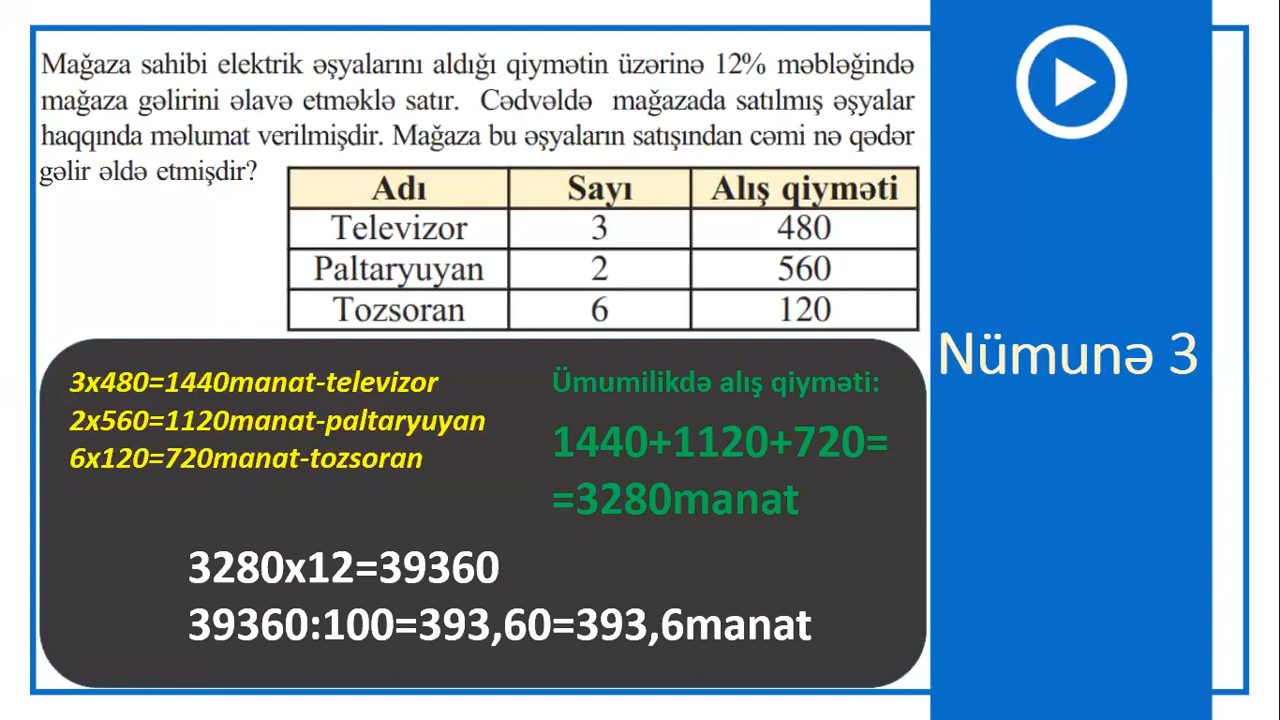 Mağaza sahibi elektrik əşyalarını aldığı qiymətin üzərinə 12% məbləğində
mağaza gəlirini əlavə etməklə satır. Cədvəldə mağazada satılmış əşyalar
haqqında məlumat verilmişdir. Mağaza bu əşyaların satışından cəmi nə qədər
gəlir əldə etmişdir?
Adı Sayı Alış qiyməti
Televizor 3 480
Paltaryuyan 2 560
Tozsoran 6 120
3x480=1440manat-televizor
2x560=1120manat-paltaryuyan
6x120=720manat-tozsoran
Ümumilikdə alış qiyməti:
1440+1120+720=
=3280manat
3280x12=39360
39360:100=393,60=393,6manat
Nümunə 3